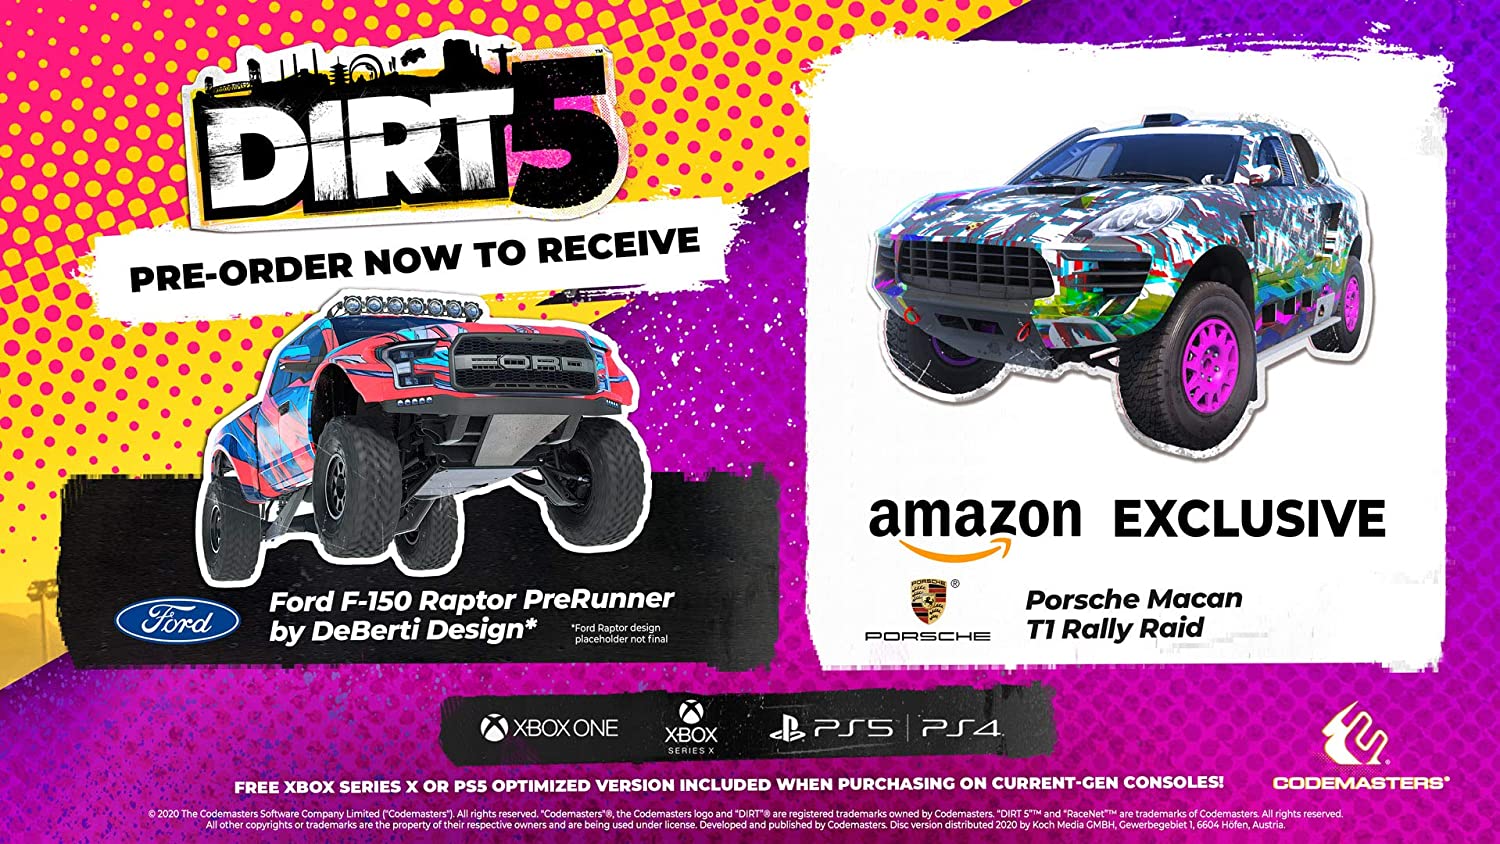 DIRT5™
PRE-ORDER NOW TO RECEIVE
FORD
Ford
Ford F-150 Raptor PreRunner
by DeBerti Design*
*Ford Raptor design
placeholder not final
amazon EXCLUSIVE
PORSCHE
®
PORSCHE
Porsche Macan
T1 Rally Raid
XBOX ONE
XBOX
SERIES X
PS5 | PS4
CODEMASTERS®
FREE XBOX SERIES X OR PS5 OPTIMIZED VERSION INCLUDED WHEN PURCHASING ON CURRENT-GEN CONSOLES!
© 2020 The Codemasters Software Company Limited ("Codemasters"). All rights reserved. "Codemasters"®, the Codemasters logo and "DIRT"® are registered trademarks owned by Codemasters. "DIRT 5"™ and "RaceNet"™ are trademarks of Codemasters. All rights reserved.
All other copyrights or trademarks are the property of their respective owners and are being used under license. Developed and published by Codemasters. Disc version distributed 2020 by Koch Media GMBH, Gewerbegebiet 1, 6604 Höfen, Austria.